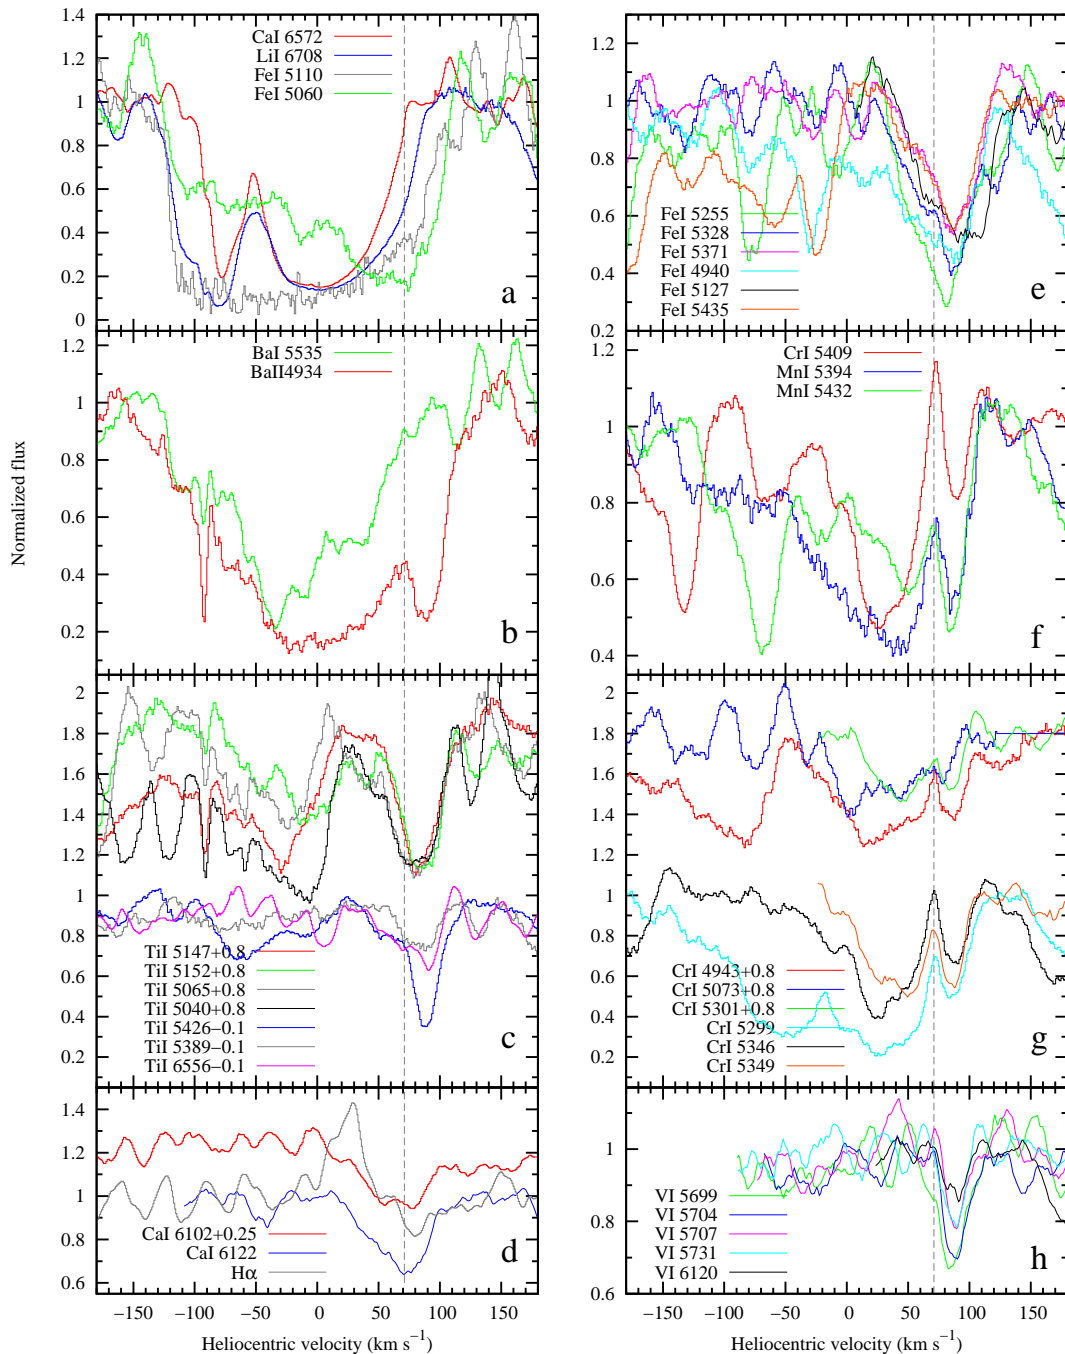 CaI 6572
LiI 6708
FeI 5110
FeI 5060
1.4
1.2
1
0.8
0.6
0.4
0.2
0
a
BaI 5535
BaII4934
1.2
1
0.8
0.6
0.4
0.2
b
Normalized flux
2
1.8
1.6
1.4
1.2
1
0.8
0.6
0.4
0.2
TiI 5147+0.8
TiI 5152+0.8
TiI 5065+0.8
TiI 5040+0.8
TiI 5426−0.1
TiI 5389−0.1
TiI 6556−0.1
c
1.4
1.2
1
0.8
0.6
CaI 6102+0.25
CaI 6122
Hα
d
−150 −100 −50 0 50 100 150
Heliocentric velocity (km s⁻¹)
1.2
1
0.8
0.6
0.4
0.2
FeI 5255
FeI 5328
FeI 5371
FeI 4940
FeI 5127
FeI 5435
e
CrI 5409
MnI 5394
MnI 5432
1.2
1
0.8
0.6
0.4
f
2
1.8
1.6
1.4
1.2
1
0.8
0.6
0.4
0.2
CrI 4943+0.8
CrI 5073+0.8
CrI 5301+0.8
CrI 5299
CrI 5346
CrI 5349
g
1
0.8
0.6
VI 5699
VI 5704
VI 5707
VI 5731
VI 6120
h
−150 −100 −50 0 50 100 150
Heliocentric velocity (km s⁻¹)